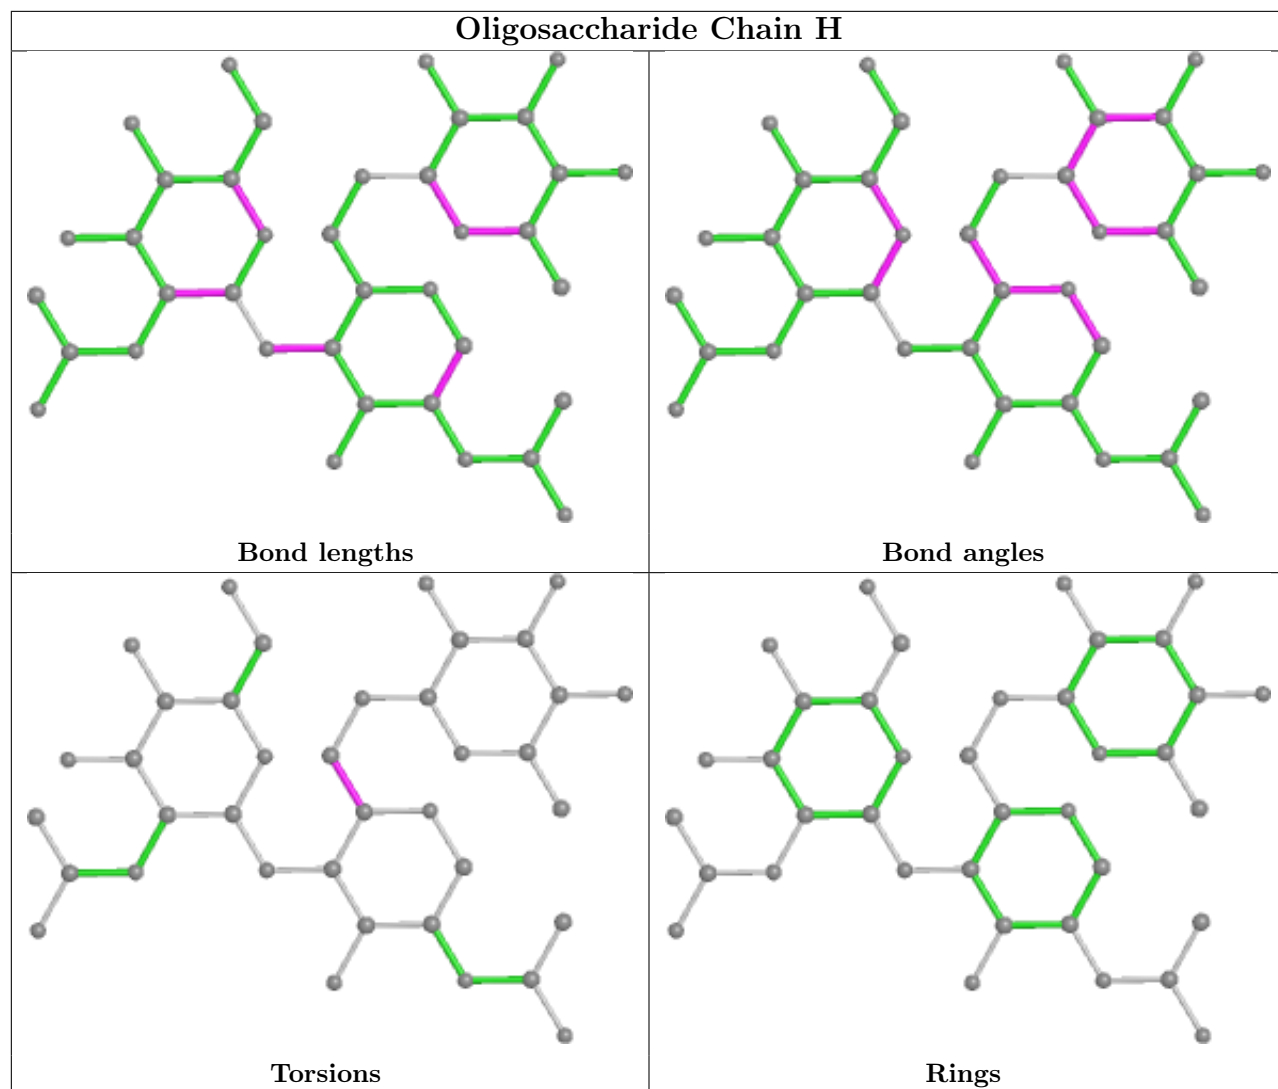 Oligosaccharide Chain H
Bond lengths
Bond angles
Torsions
Rings